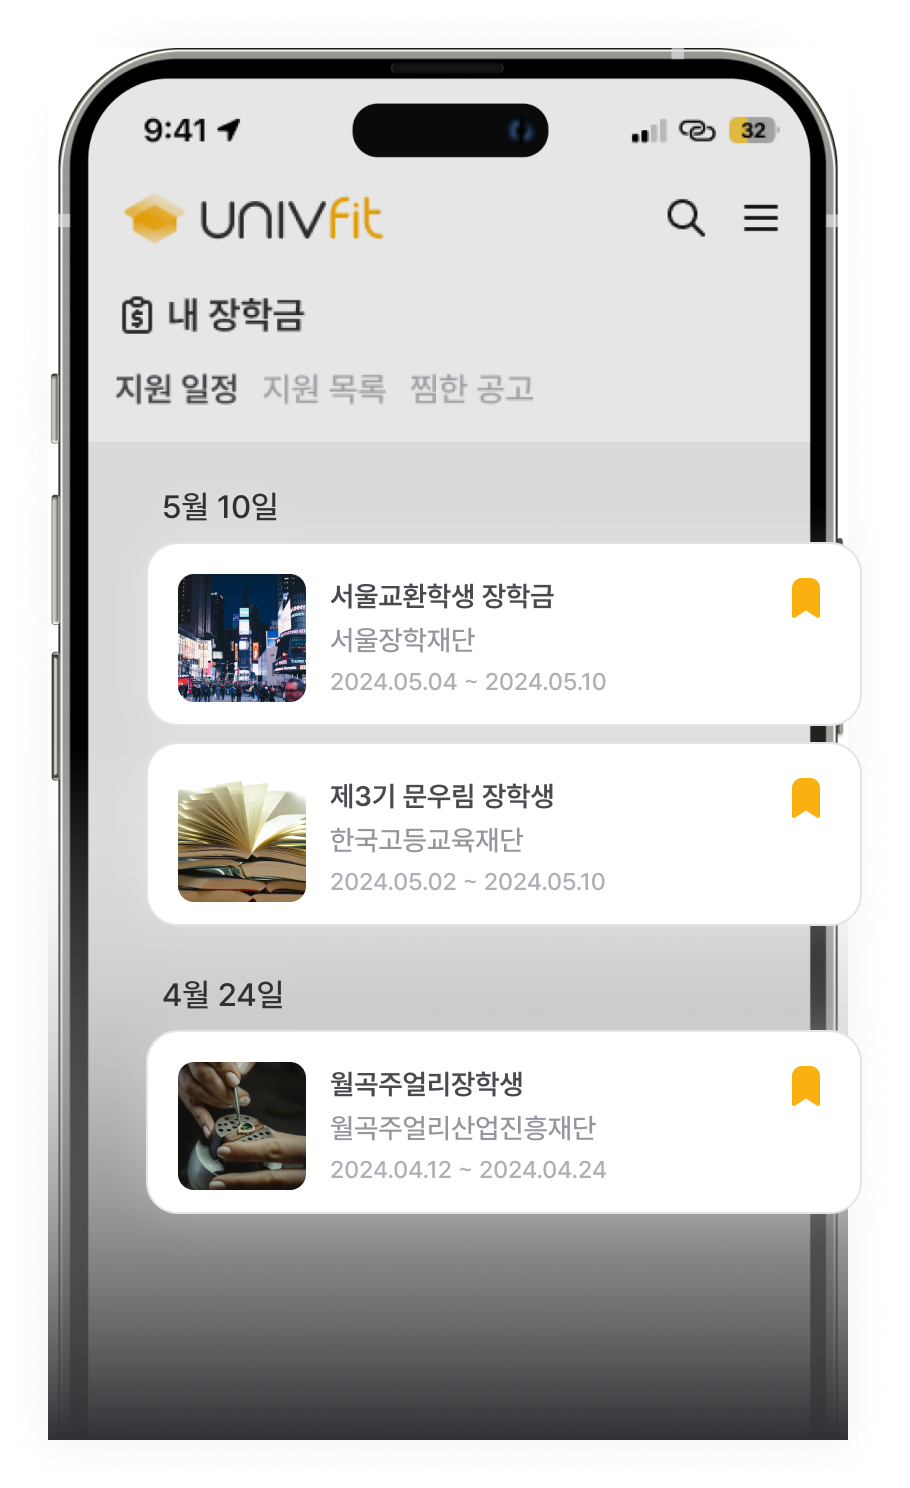 9:41
32
UNIVfit
내 장학금
지원 일정 지원 목록 찜한 공고
5월 10일
서울교환학생 장학금
서울장학재단
2024.05.04 ~ 2024.05.10
제3기 문우림 장학생
한국고등교육재단
2024.05.02 ~ 2024.05.10
4월 24일
월곡주얼리장학생
월곡주얼리산업진흥재단
2024.04.12 ~ 2024.04.24